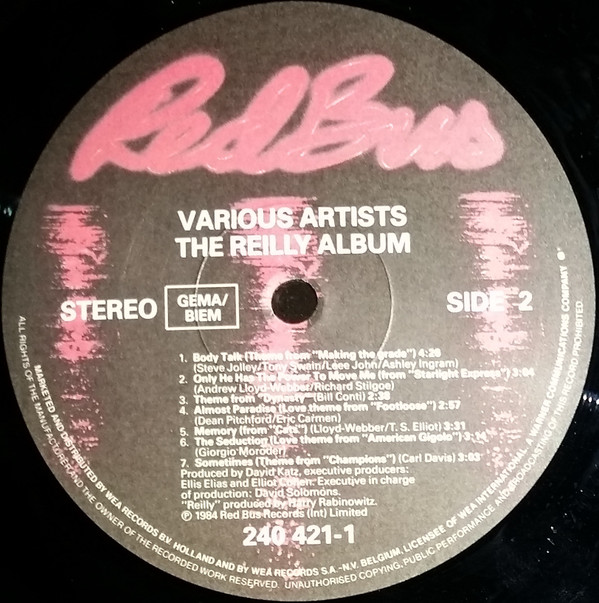 Red Bus
VARIOUS ARTISTS
THE REILLY ALBUM
STEREO
GEMA/
BIEM
SIDE 2
1. Body Talk (Theme from "Making the grade") 4:26
(Steve Jolley/Tony Swain/Leee John/Ashley Ingram)
2. Only He Has The Power To Move Me (from "Starlight Express") 3:04
(Andrew Lloyd-Webber/Richard Stilgoe)
3. Theme from "Dynasty" (Bill Conti) 2:38
4. Almost Paradise (Love theme from "Footloose") 2:57
(Dean Pitchford/Eric Carmen)
5. Memory (from "Cats") (Lloyd-Webber/T. S. Elliot) 3:31
6. The Seduction (Love theme from "American Gigolo") 3:14
(Giorgio Moroder)
7. Sometimes (Theme from "Champions") (Carl Davis) 3:03
Produced by David Katz, executive producers:
Ellis Elias and Elliot Cohen. Executive in charge
of production: David Solomons.
"Reilly" produced by Harry Rabinowitz.
℗ 1984 Red Bus Records (Int) Limited
240 421-1
MARKETED AND DISTRIBUTED BY WEA RECORDS B.V. HOLLAND AND BY WEA RECORDS S.A.-N.V. BELGIUM, LICENSEE OF WEA INTERNATIONAL. A WARNER COMMUNICATIONS COMPANY
ALL RIGHTS OF THE MANUFACTURER AND THE OWNER OF THE RECORDED WORK RESERVED. UNAUTHORISED COPYING, PUBLIC PERFORMANCE AND BROADCASTING OF THIS RECORD PROHIBITED.